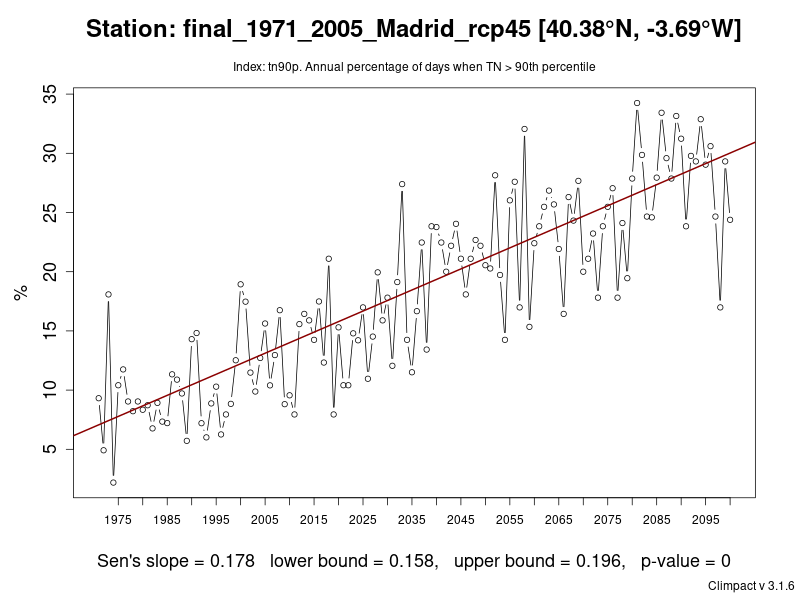 Station: final_1971_2005_Madrid_rcp45 [40.38°N, -3.69°W]
Index: tn90p. Annual percentage of days when TN > 90th percentile
35
30
25
20
15
10
5
%
1975 1985 1995 2005 2015 2025 2035 2045 2055 2065 2075 2085 2095
Sen's slope = 0.178 lower bound = 0.158, upper bound = 0.196, p-value = 0
Climpact v 3.1.6